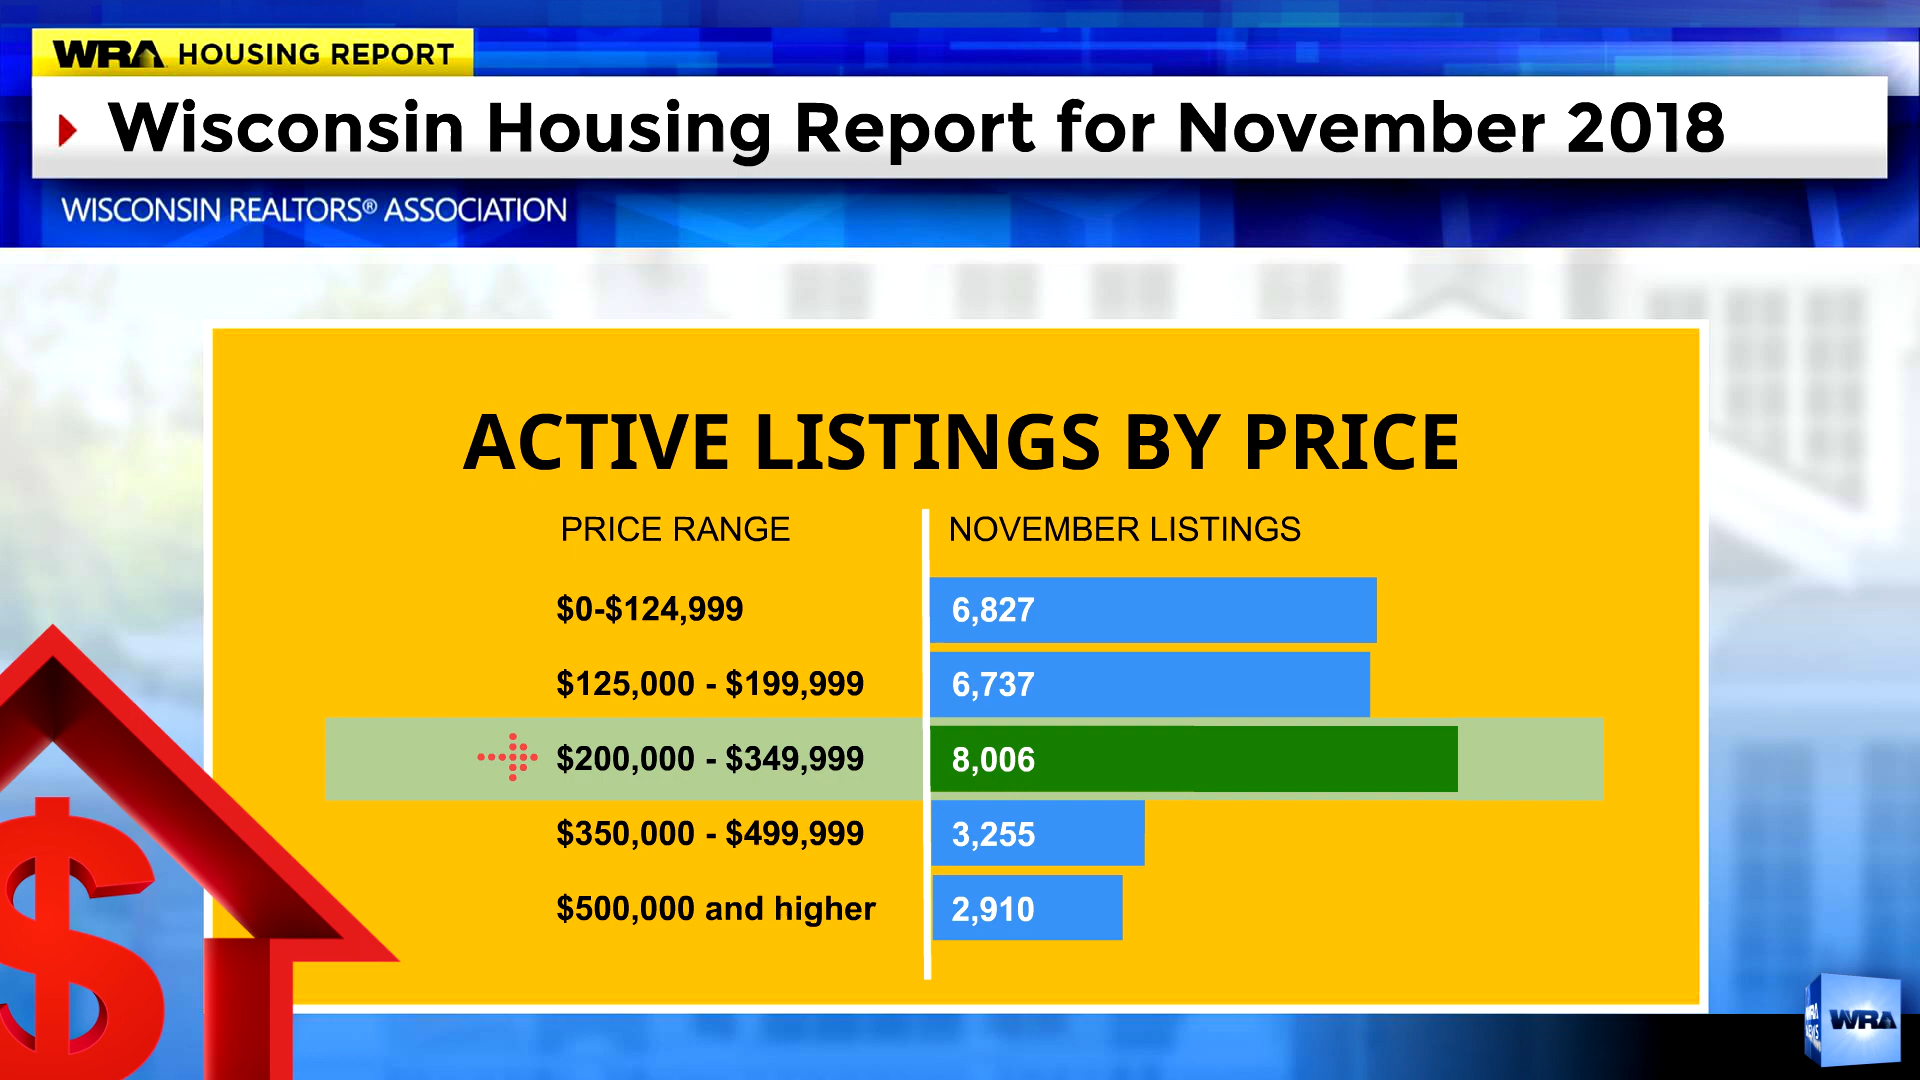 WRA HOUSING REPORT
Wisconsin Housing Report for November 2018
WISCONSIN REALTORS® ASSOCIATION
ACTIVE LISTINGS BY PRICE
PRICE RANGE NOVEMBER LISTINGS
$0-$124,999 6,827
$125,000 - $199,999 6,737
$200,000 - $349,999 8,006
$350,000 - $499,999 3,255
$500,000 and higher 2,910
$
WRA NEWS
WRA